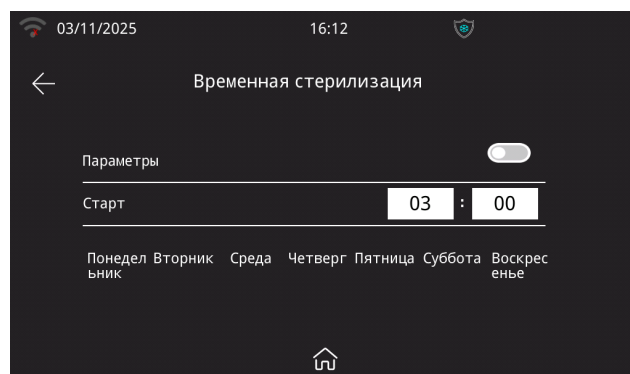 03/11/2025 16:12
Временная стерилизация
Параметры
Старт 03 : 00
Понедел Вторник Среда Четверг Пятница Суббота Воскрес
ьник енье